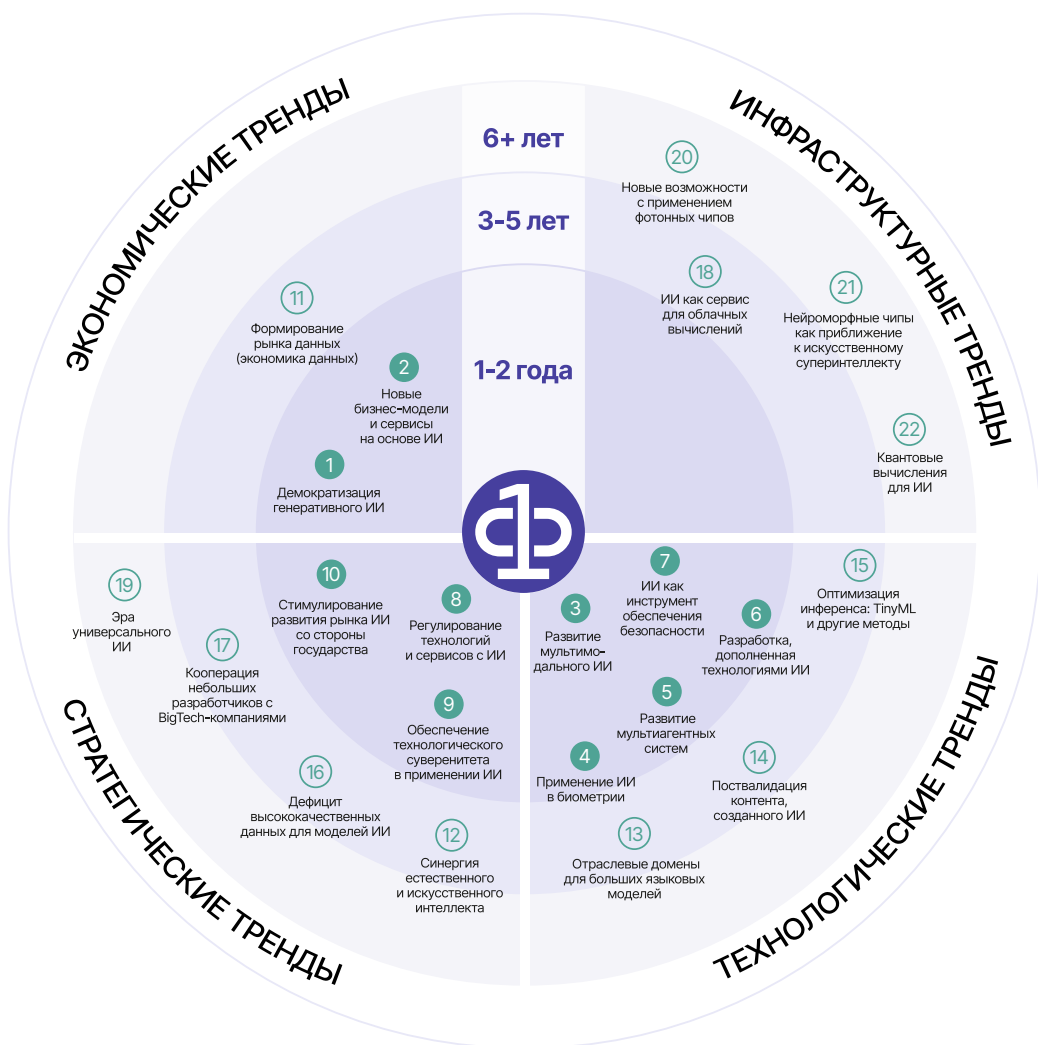 ЭКОНОМИЧЕСКИЕ ТРЕНДЫ
ИНФРАСТРУКТУРНЫЕ ТРЕНДЫ
6+ лет
3-5 лет
1-2 года
11
Формирование
рынка данных
(экономика данных)
2
Новые
бизнес-модели
и сервисы
на основе ИИ
1
Демократизация
генеративного ИИ
20
Новые возможности
с применением
фотонных чипов
18
ИИ как сервис
для облачных
вычислений
21
Нейроморфные чипы
как приближение
к искусственному
суперинтеллекту
22
Квантовые
вычисления
для ИИ
19
Эра
универсального
ИИ
10
Стимулирование
развития рынка ИИ
со стороны
государства
8
Регулирование
технологий
и сервисов с ИИ
17
Кооперация
небольших
разработчиков с
BigTech-компаниями
9
Обеспечение
технологического
суверенитета
в применении ИИ
16
Дефицит
высококачественных
данных для моделей ИИ
12
Синергия
естественного
и искусственного
интеллекта
7
ИИ как
инструмент
обеспечения
безопасности
3
Развитие
мультимо-
дального ИИ
6
Разработка,
дополненная
технологиями ИИ
15
Оптимизация
инференса: TinyML
и другие методы
5
Развитие
мультиагентных
систем
4
Применение ИИ
в биометрии
14
Поствалидация
контента,
созданного ИИ
13
Отраслевые домены
для больших языковых
моделей
СТРАТЕГИЧЕСКИЕ ТРЕНДЫ
ТЕХНОЛОГИЧЕСКИЕ ТРЕНДЫ